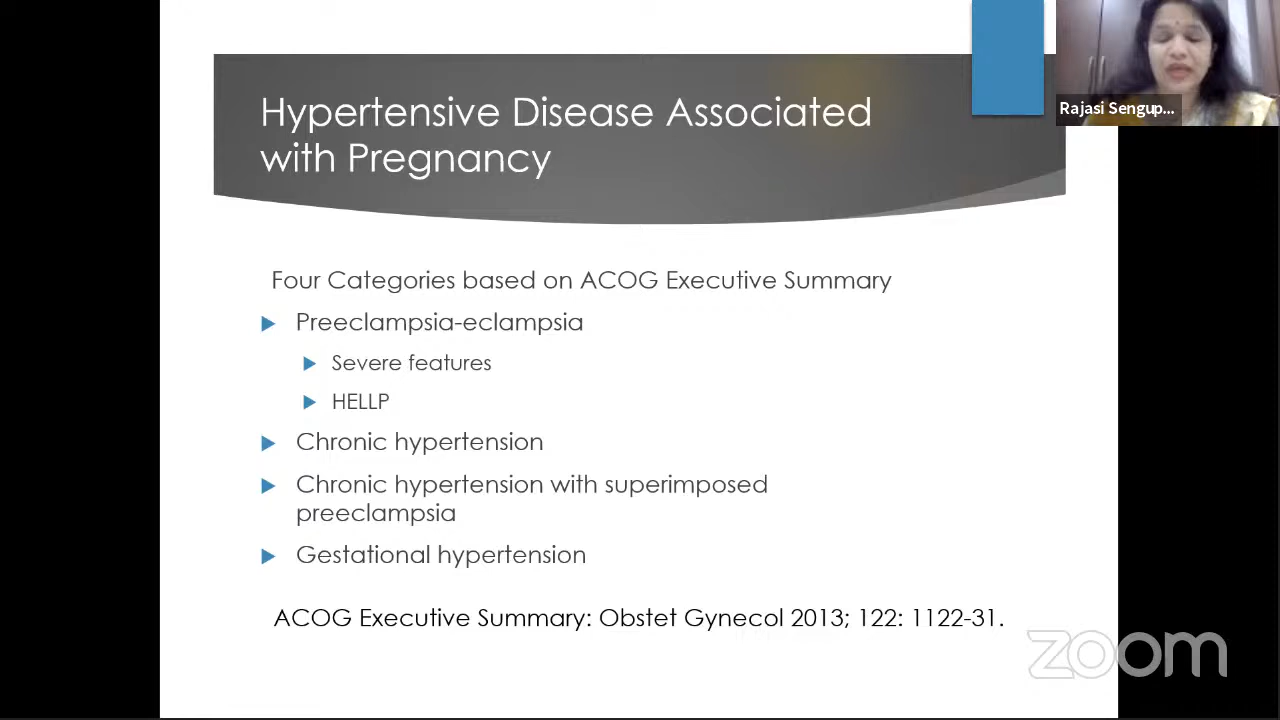 Hypertensive Disease Associated
with Pregnancy
Rajasi Sengup...
Four Categories based on ACOG Executive Summary
Preeclampsia-eclampsia
Severe features
HELLP
Chronic hypertension
Chronic hypertension with superimposed
preeclampsia
Gestational hypertension
ACOG Executive Summary: Obstet Gynecol 2013; 122: 1122-31.
zoom